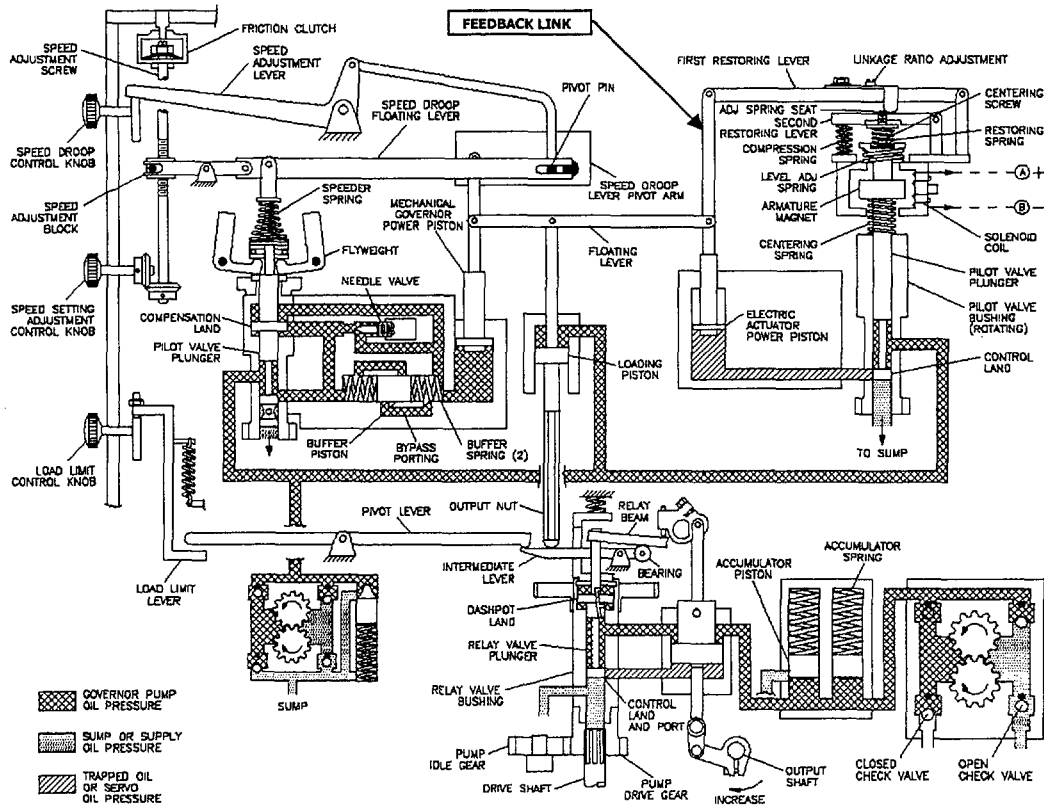 FEEDBACK LINK
FRICTION CLUTCH
SPEED
ADJUSTMENT
SCREW
SPEED
ADJUSTMENT
LEVER
FIRST RESTORING LEVER
LINKAGE RATIO ADJUSTMENT
PIVOT PIN
CENTERING
SCREW
ADJ SPRING SEAT
SECOND
RESTORING LEVER
RESTORING
SPRING
COMPRESSION
SPRING
SPEED DROOP
FLOATING LEVER
SPEED DROOP
CONTROL KNOB
LEVEL ADJ
SPRING
SPEED DROOP
LEVER PIVOT ARM
A
+
ARMATURE
MAGNET
B
-
SPEED
ADJUSTMENT
BLOCK
SPEEDER
SPRING
MECHANICAL
GOVERNOR
POWER PISTON
SOLENOID
COIL
FLYWEIGHT
FLOATING
LEVER
CENTERING
SPRING
PILOT VALVE
PLUNGER
NEEDLE VALVE
SPEED SETTING
ADJUSTMENT
CONTROL KNOB
PILOT VALVE
BUSHING
(ROTATING)
COMPENSATION
LAND
ELECTRIC
ACTUATOR
POWER PISTON
PILOT VALVE
PLUNGER
LOADING
PISTON
CONTROL
LAND
BUFFER
PISTON
BYPASS
PORTING
BUFFER
SPRING (2)
TO SUMP
LOAD LIMIT
CONTROL KNOB
PIVOT LEVER
OUTPUT NUT
RELAY
BEAM
ACCUMULATOR
SPRING
INTERMEDIATE
LEVER
BEARING
ACCUMULATOR
PISTON
LOAD LIMIT
LEVER
DASHPOT
LAND
RELAY VALVE
PLUNGER
RELAY VALVE
BUSHING
CONTROL
LAND
AND PORT
SUMP
GOVERNOR PUMP
OIL PRESSURE
SUMP OR SUPPLY
OIL PRESSURE
TRAPPED OIL
OR SERVO
OIL PRESSURE
PUMP
IDLE GEAR
DRIVE SHAFT
PUMP
DRIVE GEAR
OUTPUT
SHAFT
INCREASE
CLOSED
CHECK VALVE
OPEN
CHECK VALVE